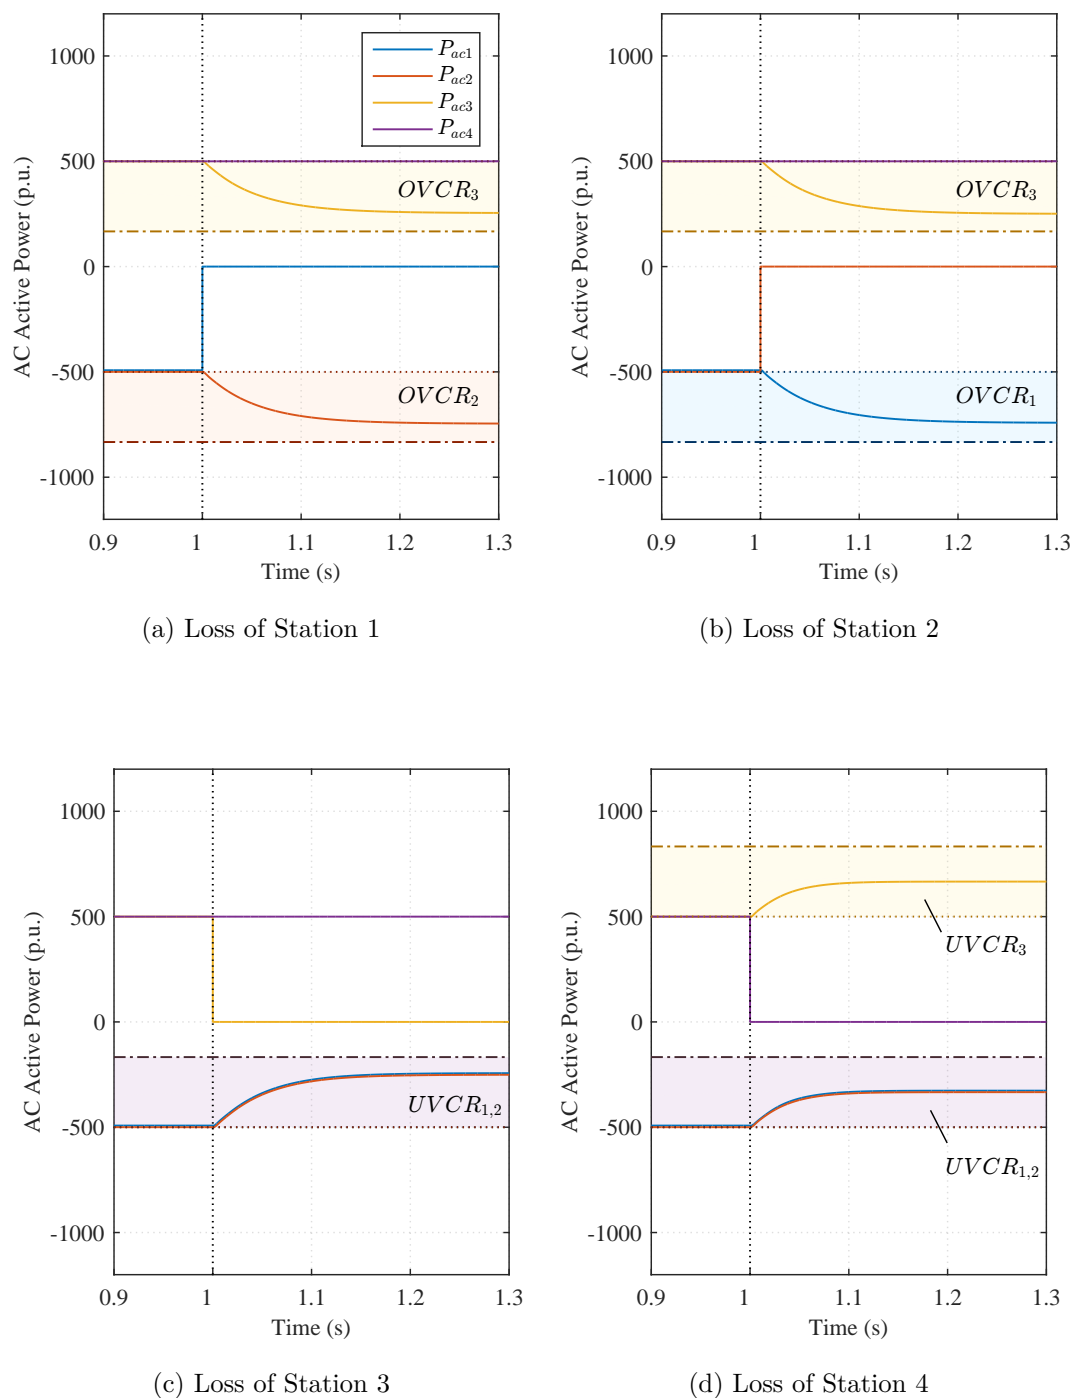 1000
500
0
-500
-1000
AC Active Power (p.u.)
P_ac1
P_ac2
P_ac3
P_ac4
OVCR_3
OVCR_2
0.9 1 1.1 1.2 1.3
Time (s)
(a) Loss of Station 1
1000
500
0
-500
-1000
AC Active Power (p.u.)
OVCR_3
OVCR_1
0.9 1 1.1 1.2 1.3
Time (s)
(b) Loss of Station 2
1000
500
0
-500
-1000
AC Active Power (p.u.)
UVCR_1,2
0.9 1 1.1 1.2 1.3
Time (s)
(c) Loss of Station 3
1000
500
0
-500
-1000
AC Active Power (p.u.)
UVCR_3
UVCR_1,2
0.9 1 1.1 1.2 1.3
Time (s)
(d) Loss of Station 4